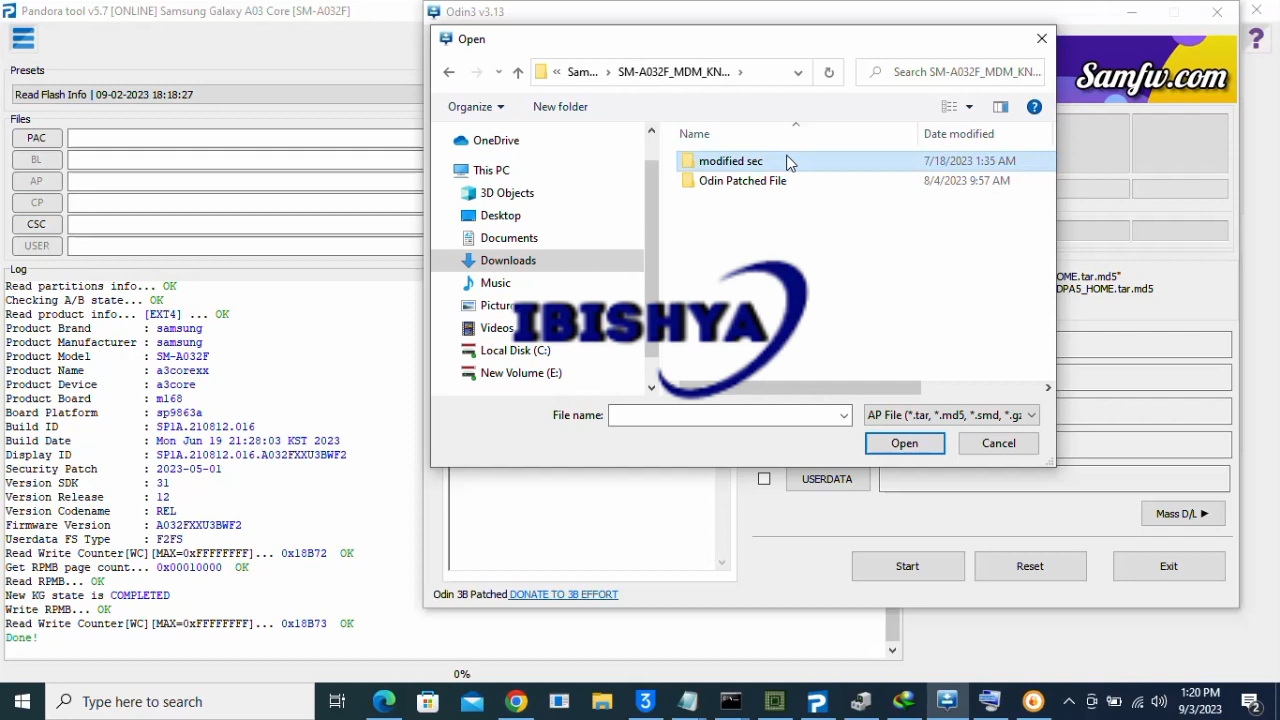 Pandora tool v5.7 [ONLINE] Samsung Galaxy A03 Core [SM-A032F]
Presets
Read Flash Info | 09-02-2023 18:18:27
Files
PAC
BL
AP
CP
CSC
USER
Log
Read partitions info... OK
Checking A/B state... OK
Read product info... [EXT4] ... OK
Product Brand : samsung
Product Manufacturer : samsung
Product Model : SM-A032F
Product Name : a3corexx
Product Device : a3core
Product Board : m168
Board Platform : sp9863a
Build ID : SP1A.210812.016
Build Date : Mon Jun 19 21:28:03 KST 2023
Display ID : SP1A.210812.016.A032FXXU3BWF2
Security Patch : 2023-05-01
Version SDK : 31
Version Release : 12
Version Codename : REL
Firmware Version : A032FXXU3BWF2
Userdata FS Type : F2FS
Read Write Counter[WC][MAX=0xFFFFFFFF]... 0x18B72 OK
Get RPMB page count... 0x00010000 OK
Read RPMB... OK
New KG state is COMPLETED
Write RPMB... OK
Read Write Counter[WC][MAX=0xFFFFFFFF]... 0x18B73 OK
Done!
0%
Odin3 v3.13
Open
« Sam... › SM-A032F_MDM_KN... ›
Search SM-A032F_MDM_KN...
Organize
New folder
OneDrive
This PC
3D Objects
Desktop
Documents
Downloads
Music
Pictur
Videos
Local Disk (C:)
New Volume (E:)
Name
Date modified
modified sec
7/18/2023 1:35 AM
Odin Patched File
8/4/2023 9:57 AM
IBISHYA
File name:
AP File (*.tar, *.md5, *.smd, *.gz
Open
Cancel
Samfw.com
?
OME.tar.md5"
DPA5_HOME.tar.md5
USERDATA
Mass D/L ►
Start
Reset
Exit
Odin 3B Patched DONATE TO 3B EFFORT
Type here to search
1:20 PM
9/3/2023
2